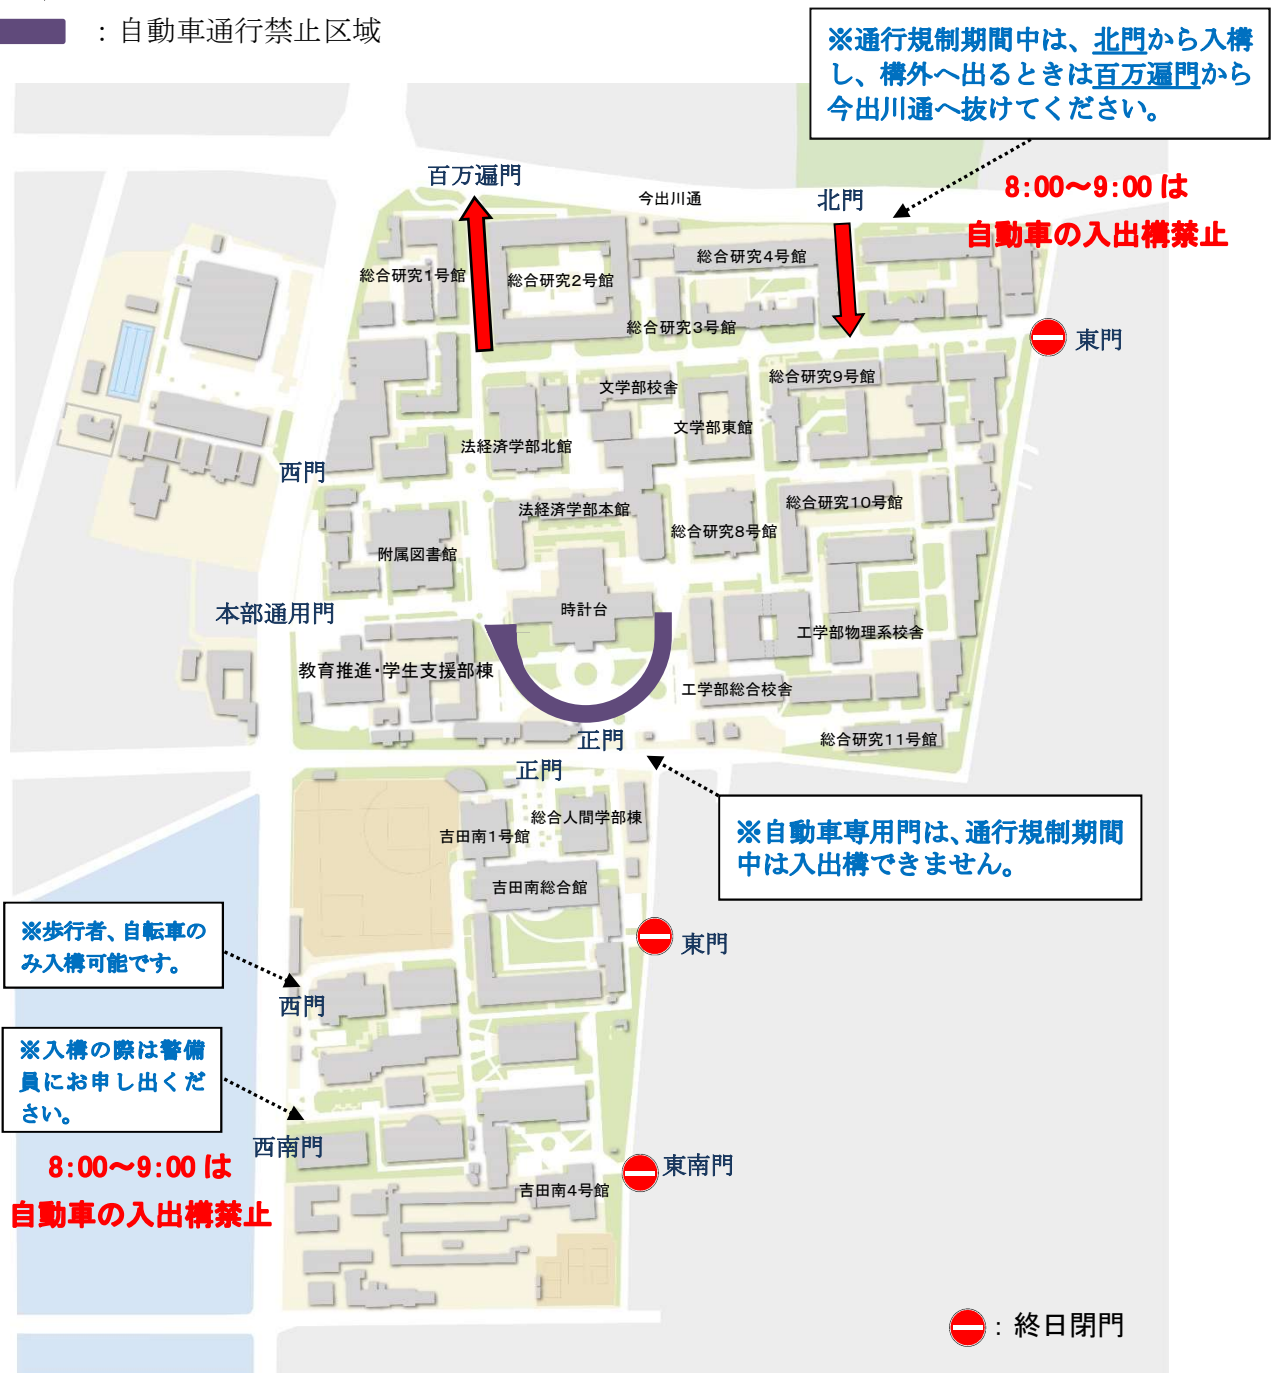 ：自動車通行禁止区域
※通行規制期間中は、北門から入構
し、構外へ出るときは百万遍門から
今出川通へ抜けてください。
百万遍門
今出川通
北門
8:00～9:00は
自動車の入出構禁止
総合研究1号館
総合研究2号館
総合研究4号館
総合研究3号館
東門
文学部校舎
総合研究9号館
法経済学部北館
文学部東館
西門
法経済学部本館
総合研究8号館
総合研究10号館
附属図書館
本部通用門
時計台
工学部物理系校舎
教育推進・学生支援部棟
工学部総合校舎
正門
総合研究11号館
正門
※自動車専用門は、通行規制期間
中は入出構できません。
総合人間学部棟
吉田南1号館
吉田南総合館
※歩行者、自転車の
み入構可能です。
東門
西門
※入構の際は警備
員にお申し出くだ
さい。
西南門
8:00～9:00は
自動車の入出構禁止
東南門
吉田南4号館
：終日閉門